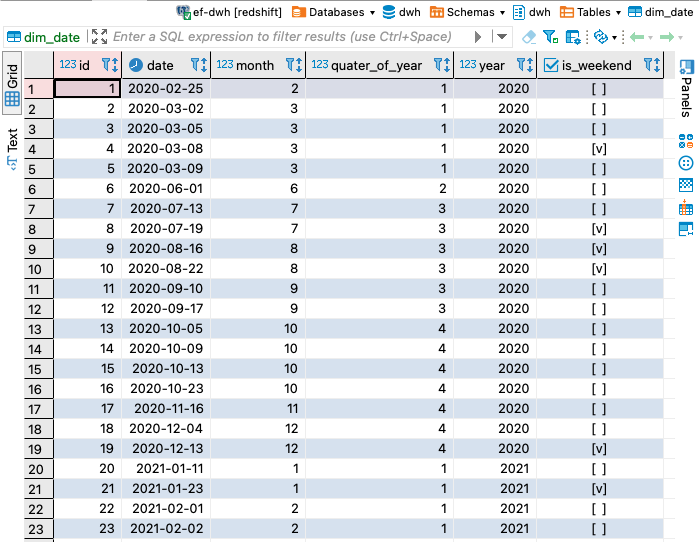 ef-dwh [redshift] Databases dwh Schemas dwh Tables dim_date
dim_date Enter a SQL expression to filter results (use Ctrl+Space)
Grid
Text
Panels
123 id date 123 month 123 quater_of_year 123 year is_weekend
1 1 2020-02-25 2 1 2020 [ ]
2 2 2020-03-02 3 1 2020 [ ]
3 3 2020-03-05 3 1 2020 [ ]
4 4 2020-03-08 3 1 2020 [v]
5 5 2020-03-09 3 1 2020 [ ]
6 6 2020-06-01 6 2 2020 [ ]
7 7 2020-07-13 7 3 2020 [ ]
8 8 2020-07-19 7 3 2020 [v]
9 9 2020-08-16 8 3 2020 [v]
10 10 2020-08-22 8 3 2020 [v]
11 11 2020-09-10 9 3 2020 [ ]
12 12 2020-09-17 9 3 2020 [ ]
13 13 2020-10-05 10 4 2020 [ ]
14 14 2020-10-09 10 4 2020 [ ]
15 15 2020-10-13 10 4 2020 [ ]
16 16 2020-10-23 10 4 2020 [ ]
17 17 2020-11-16 11 4 2020 [ ]
18 18 2020-12-04 12 4 2020 [ ]
19 19 2020-12-13 12 4 2020 [v]
20 20 2021-01-11 1 1 2021 [ ]
21 21 2021-01-23 1 1 2021 [v]
22 22 2021-02-01 2 1 2021 [ ]
23 23 2021-02-02 2 1 2021 [ ]